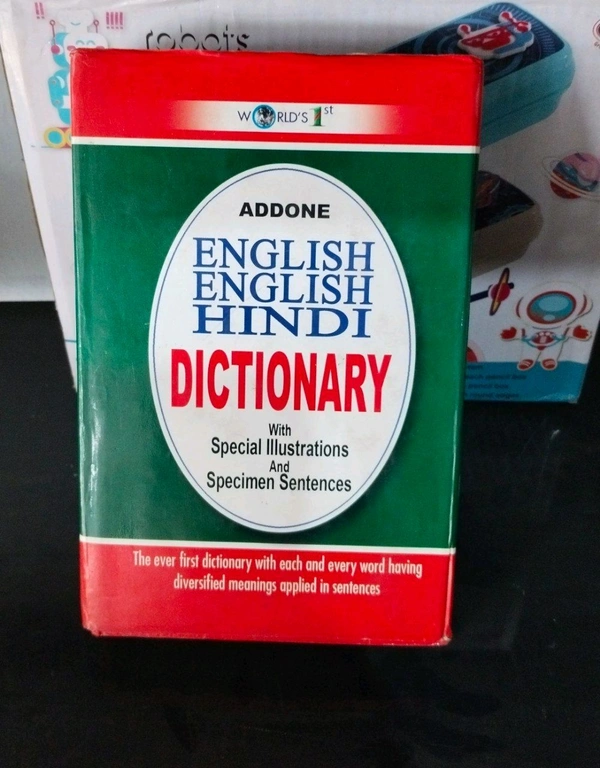 robots
WORLD'S 1st
ADDONE
ENGLISH
ENGLISH
HINDI
DICTIONARY
With
Special Illustrations
And
Specimen Sentences
The ever first dictionary with each and every word having
diversified meanings applied in sentences